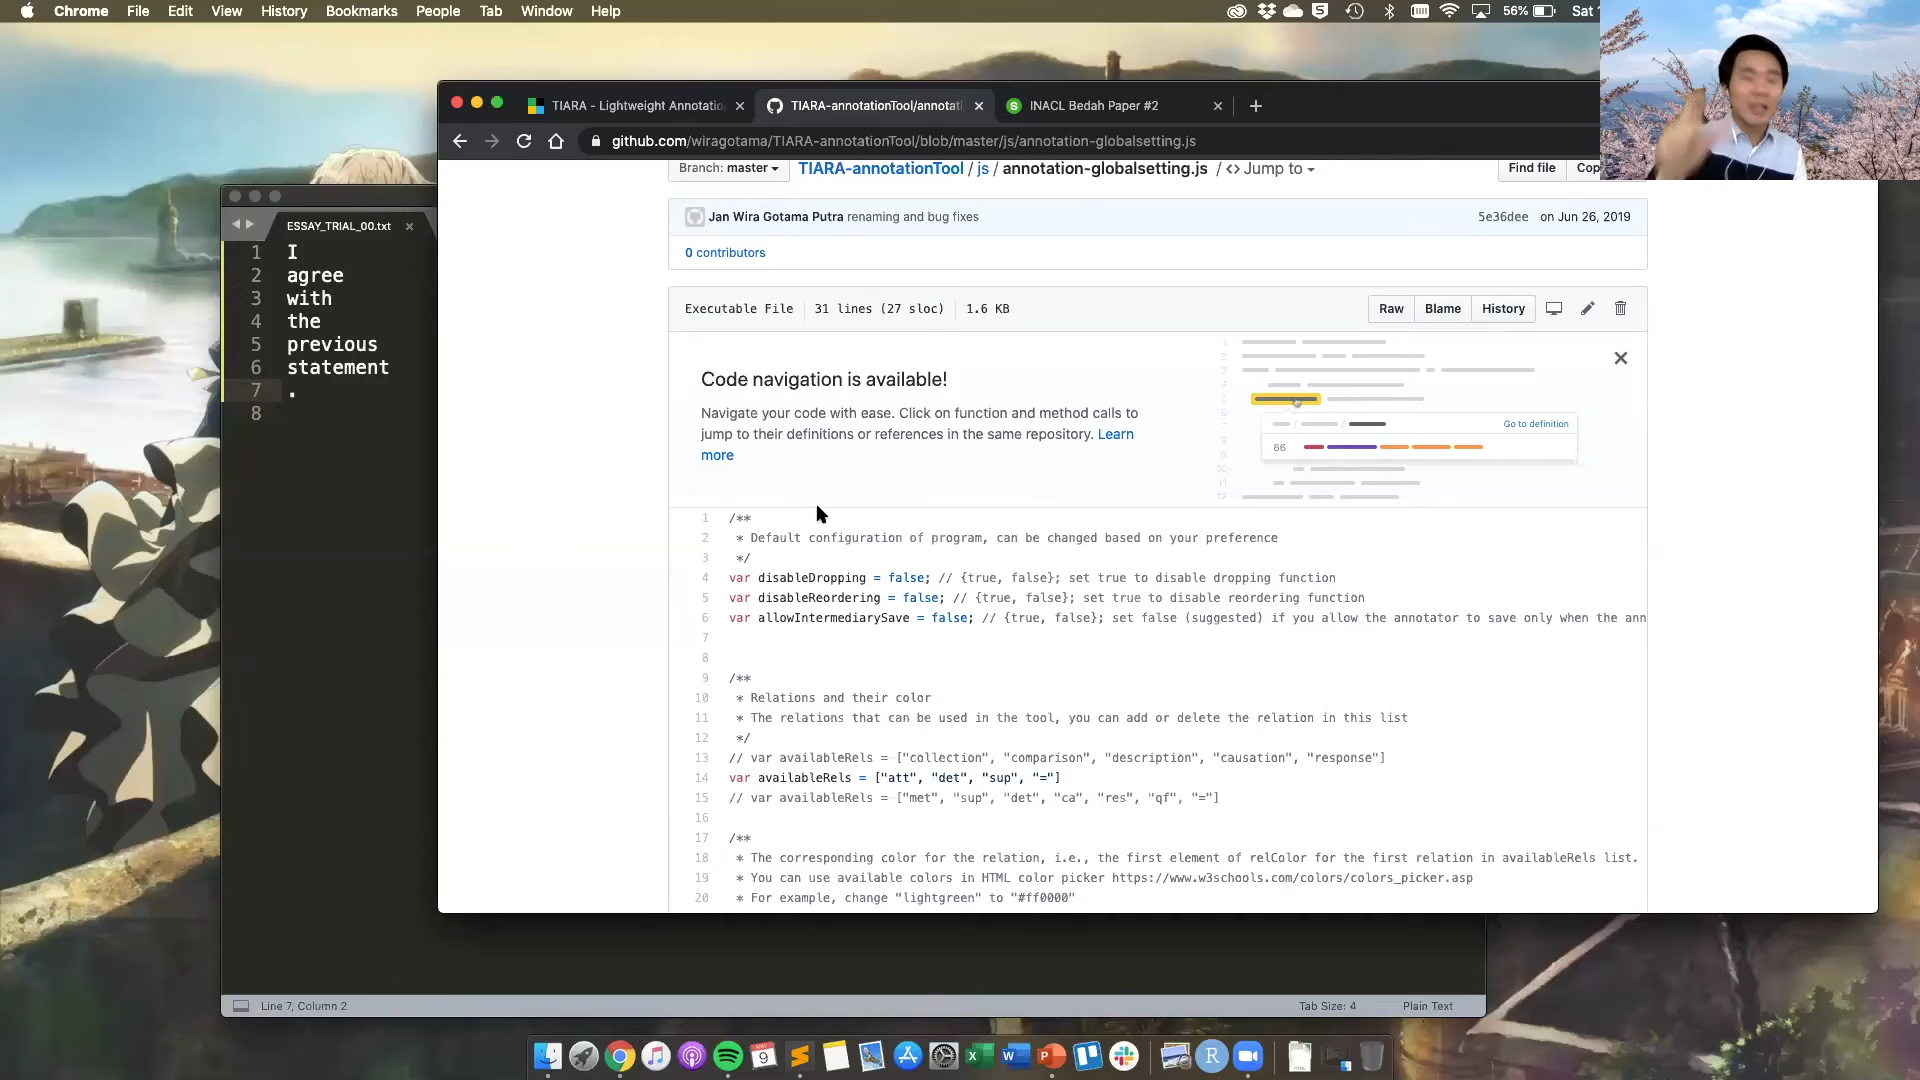 Chrome File Edit View History Bookmarks People Tab Window Help
56% Sat
TIARA - Lightweight Annotatio
TIARA-annotationTool/annotati
INACL Bedah Paper #2
github.com/wiragotama/TIARA-annotationTool/blob/master/js/annotation-globalsetting.js
Branch: master
TIARA-annotationTool / js / annotation-globalsetting.js / <> Jump to
Find file Cop
Jan Wira Gotama Putra renaming and bug fixes
5e36dee on Jun 26, 2019
0 contributors
Executable File 31 lines (27 sloc) 1.6 KB
Raw Blame History
Code navigation is available!
Navigate your code with ease. Click on function and method calls to
jump to their definitions or references in the same repository. Learn
more
Go to definition
66
1 /**
2 * Default configuration of program, can be changed based on your preference
3 */
4 var disableDropping = false; // {true, false}; set true to disable dropping function
5 var disableReordering = false; // {true, false}; set true to disable reordering function
6 var allowIntermediarySave = false; // {true, false}; set false (suggested) if you allow the annotator to save only when the ann
7
8
9 /**
10 * Relations and their color
11 * The relations that can be used in the tool, you can add or delete the relation in this list
12 */
13 // var availableRels = ["collection", "comparison", "description", "causation", "response"]
14 var availableRels = ["att", "det", "sup", "="]
15 // var availableRels = ["met", "sup", "det", "ca", "res", "qf", "="]
16
17 /**
18 * The corresponding color for the relation, i.e., the first element of relColor for the first relation in availableRels list.
19 * You can use available colors in HTML color picker https://www.w3schools.com/colors/colors_picker.asp
20 * For example, change "lightgreen" to "#ff0000"
ESSAY_TRIAL_00.txt
1 I
2 agree
3 with
4 the
5 previous
6 statement
7 .
8
Line 7, Column 2
Tab Size: 4 Plain Text